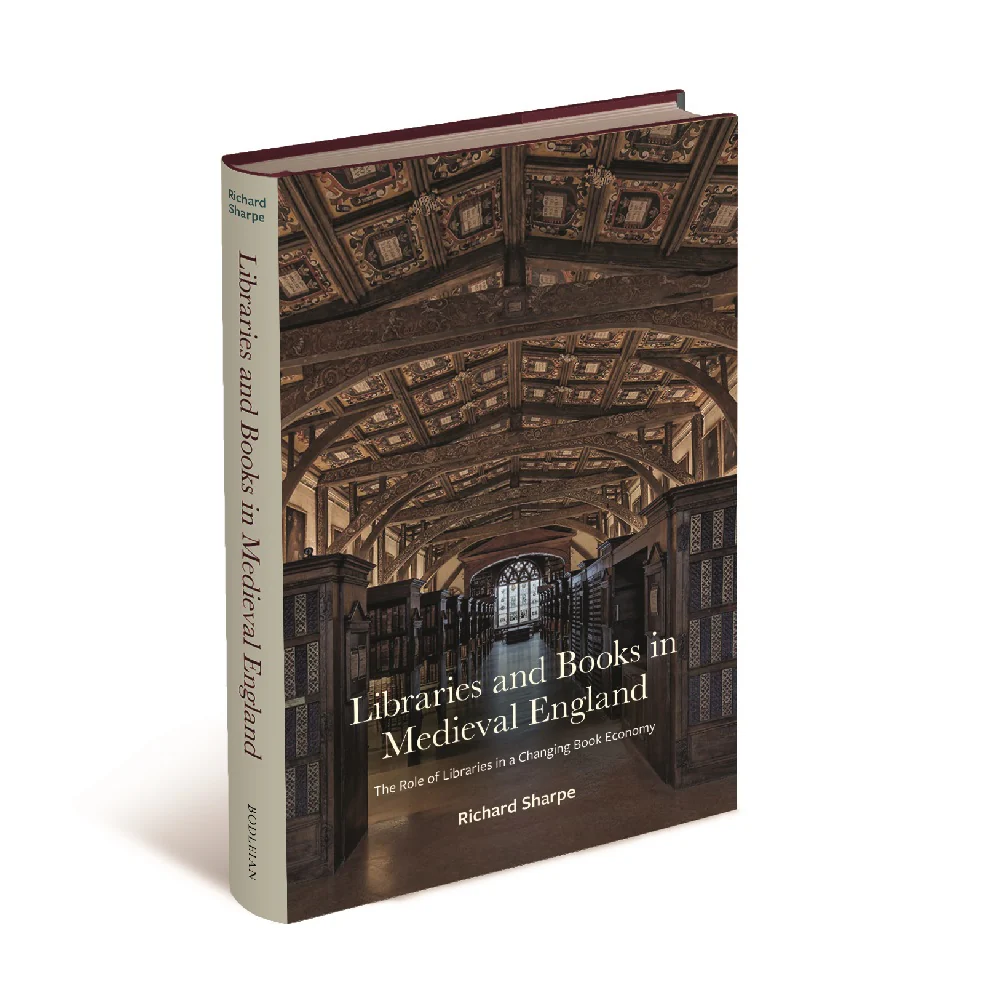 Richard
Sharpe
Libraries and Books in Medieval England
BODLEIAN
Libraries and Books in
Medieval England
The Role of Libraries in a Changing Book Economy
Richard Sharpe